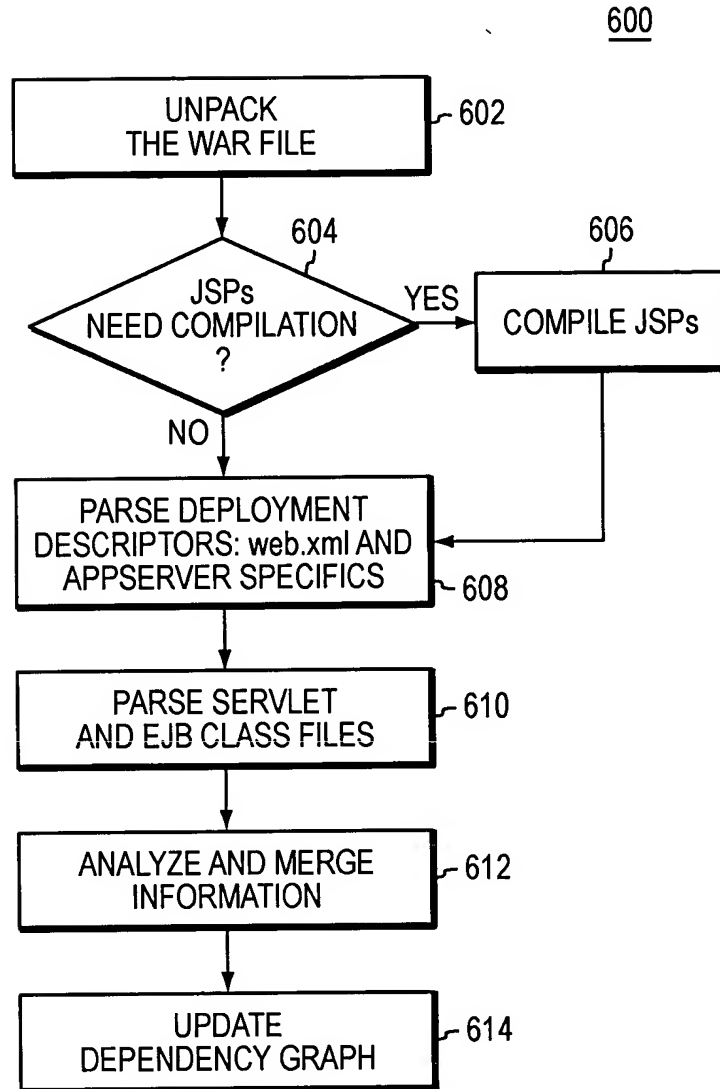 600
UNPACK
THE WAR FILE
602
604
JSPs
NEED COMPILATION
?
YES
606
COMPILE JSPs
NO
PARSE DEPLOYMENT
DESCRIPTORS: web.xml AND
APPSERVER SPECIFICS
608
PARSE SERVLET
AND EJB CLASS FILES
610
ANALYZE AND MERGE
INFORMATION
612
UPDATE
DEPENDENCY GRAPH
614